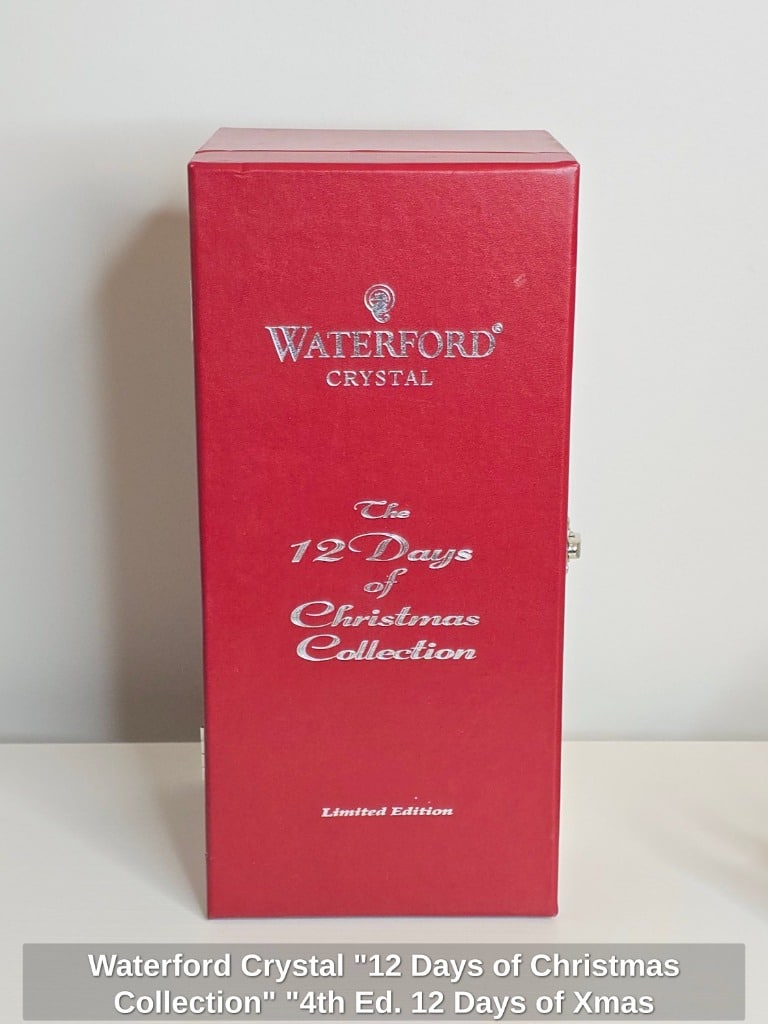 WATERFORD®
CRYSTAL
The
12 Days
of
Christmas
Collection
Limited Edition
Waterford Crystal "12 Days of Christmas
Collection" "4th Ed. 12 Days of Xmas